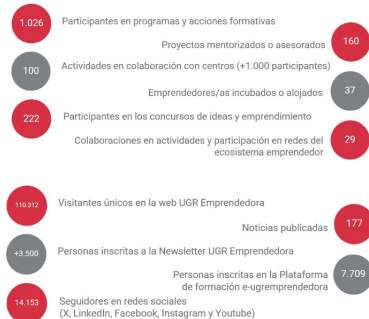 1.026 Participantes en programas y acciones formativas
Proyectos mentorizados o asesorados 160
100 Actividades en colaboración con centros (+1.000 participantes)
Emprendedores/as incubados o alojados 37
222 Participantes en los concursos de ideas y emprendimiento
Colaboraciones en actividades y participación en redes del
ecosistema emprendedor 29
110.312 Visitantes únicos en la web UGR Emprendedora
Noticias publicadas 177
+3.500 Personas inscritas a la Newsletter UGR Emprendedora
Personas inscritas en la Plataforma
de formación e-ugremprendedora 7.709
14.153 Seguidores en redes sociales
(X, LinkedIn, Facebook, Instagram y Youtube)